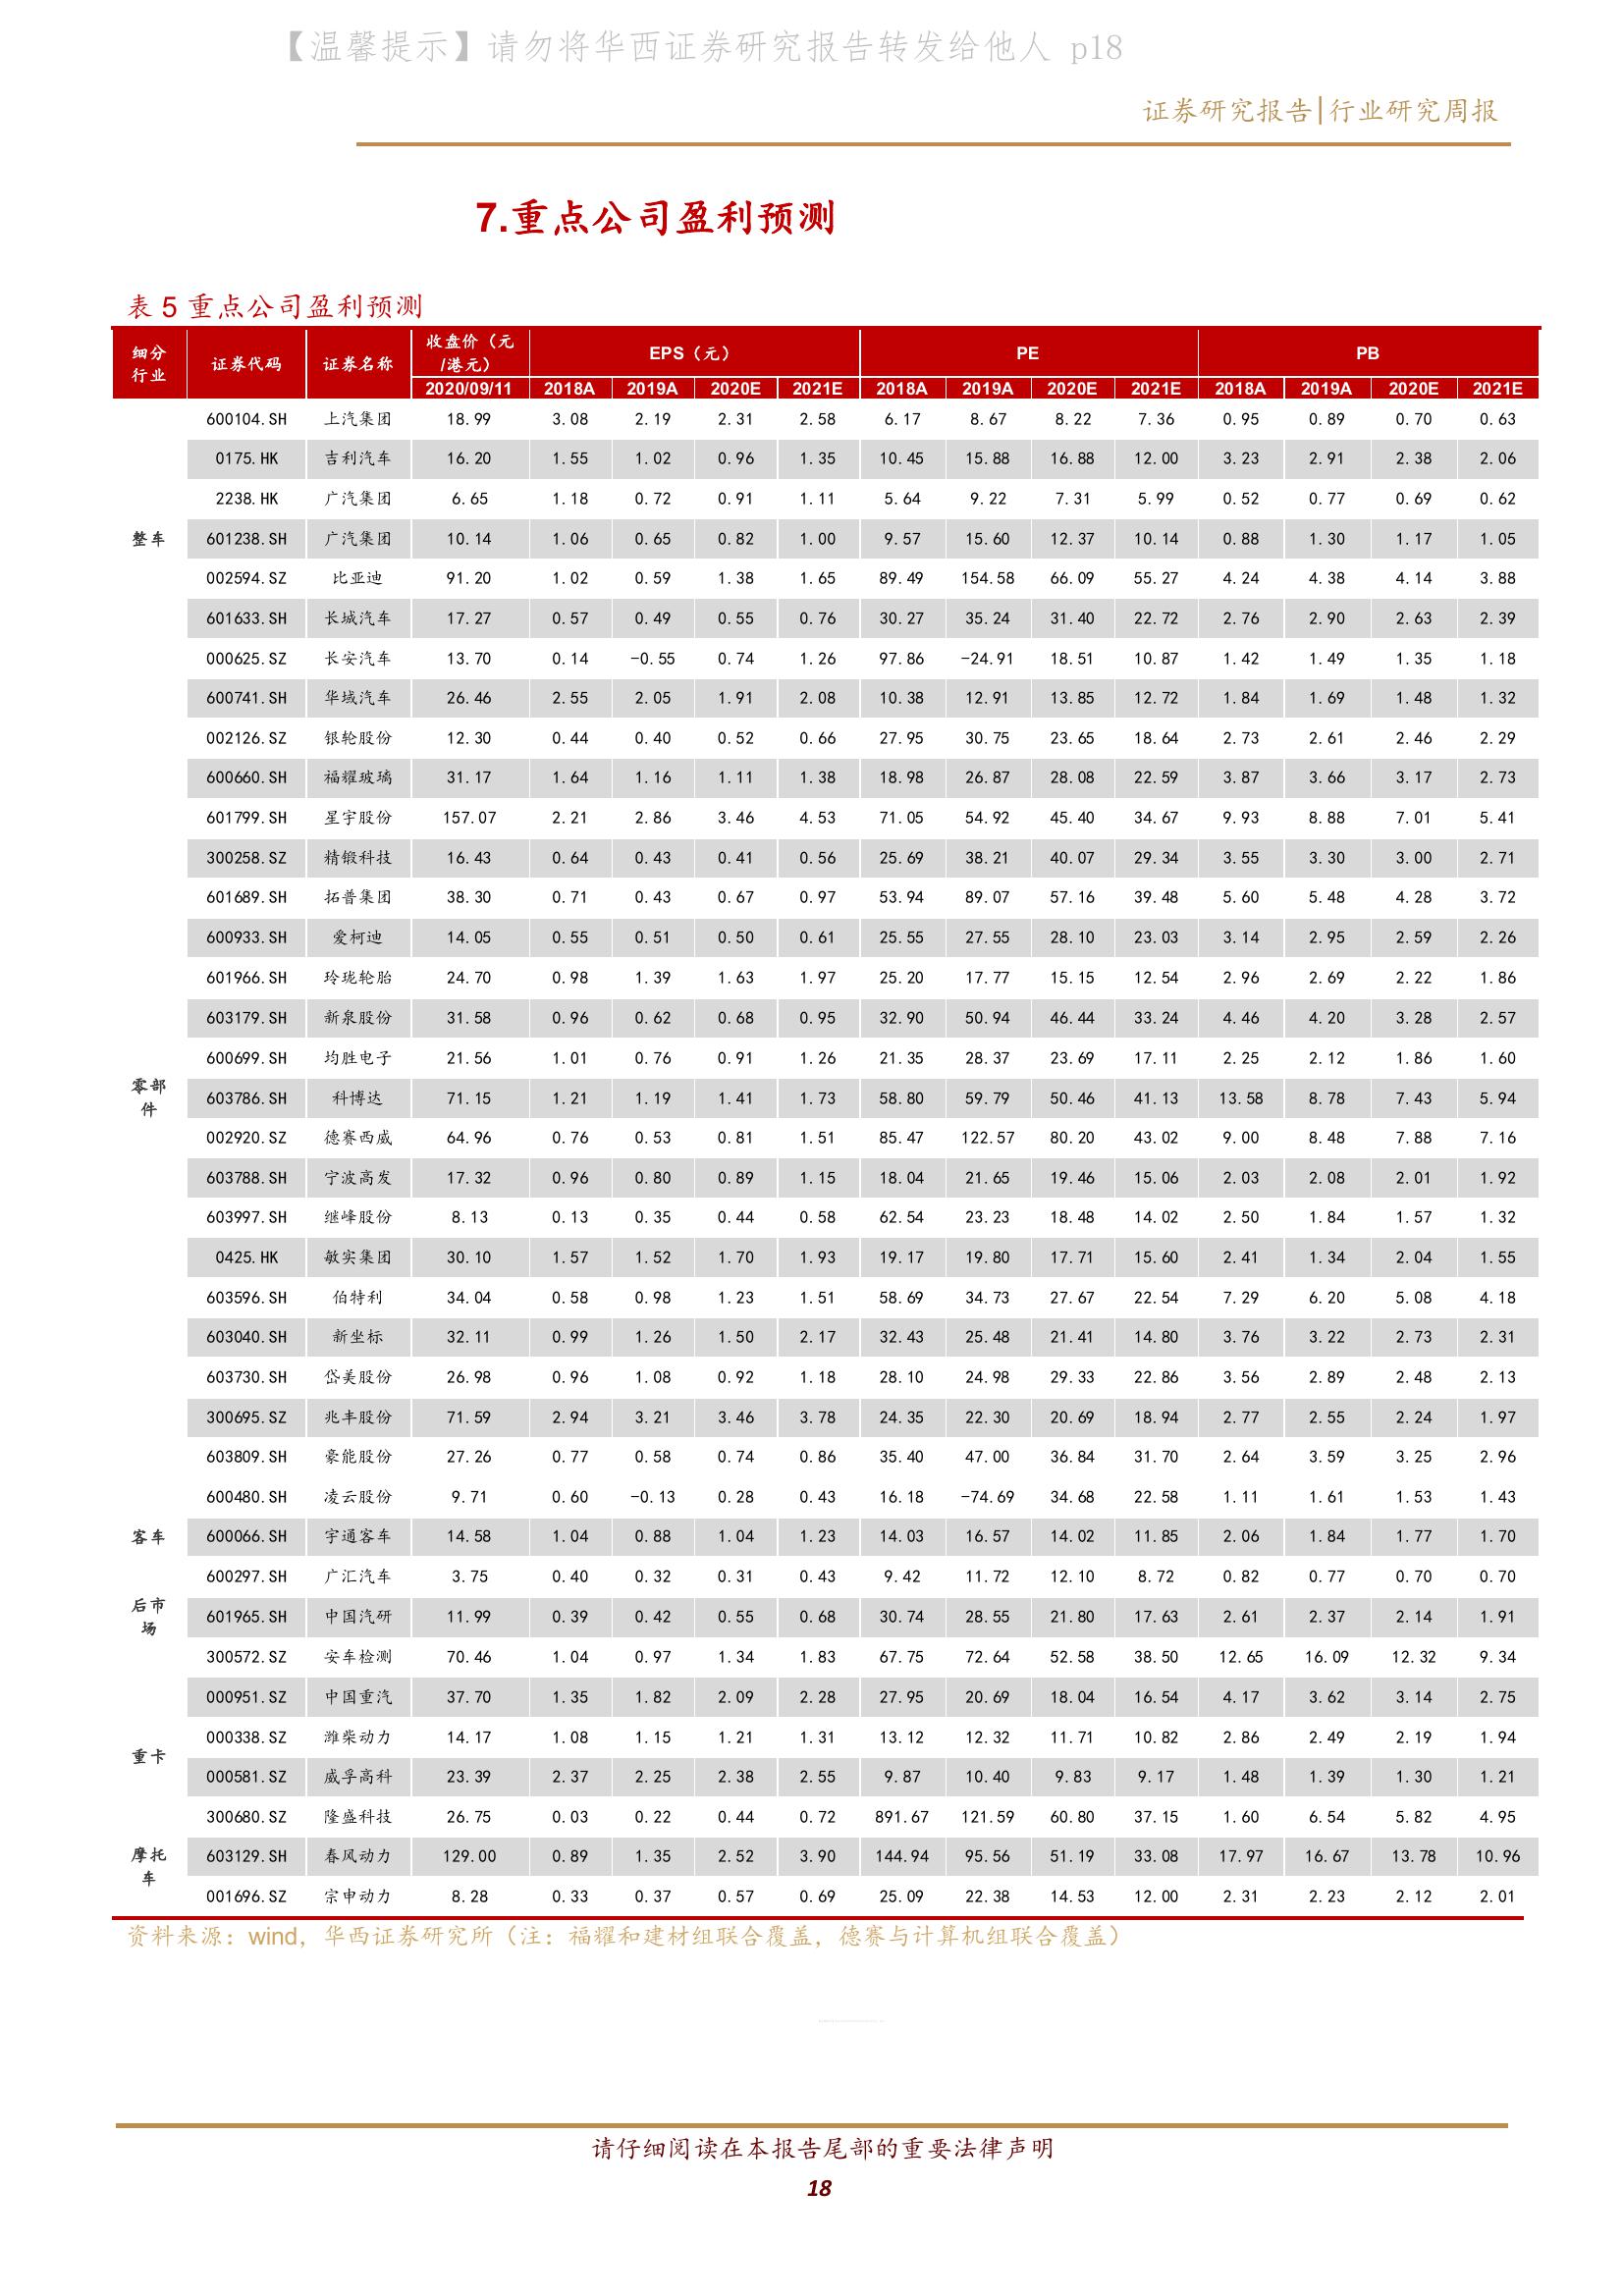 【温馨提示】请勿将华西证券研究报告转发给他人 p18
证券研究报告|行业研究周报
7.重点公司盈利预测
表 5 重点公司盈利预测
细分行业 证券代码 证券名称 收盘价（元/港元） EPS（元） PE PB
2020/09/11 2018A 2019A 2020E 2021E 2018A 2019A 2020E 2021E 2018A 2019A 2020E 2021E
600104.SH 上汽集团 18.99 3.08 2.19 2.31 2.58 6.17 8.67 8.22 7.36 0.95 0.89 0.70 0.63
0175.HK 吉利汽车 16.20 1.55 1.02 0.96 1.35 10.45 15.88 16.88 12.00 3.23 2.91 2.38 2.06
2238.HK 广汽集团 6.65 1.18 0.72 0.91 1.11 5.64 9.22 7.31 5.99 0.52 0.77 0.69 0.62
整车 601238.SH 广汽集团 10.14 1.06 0.65 0.82 1.00 9.57 15.60 12.37 10.14 0.88 1.30 1.17 1.05
002594.SZ 比亚迪 91.20 1.02 0.59 1.38 1.65 89.49 154.58 66.09 55.27 4.24 4.38 4.14 3.88
601633.SH 长城汽车 17.27 0.57 0.49 0.55 0.76 30.27 35.24 31.40 22.72 2.76 2.90 2.63 2.39
000625.SZ 长安汽车 13.70 0.14 -0.55 0.74 1.26 97.86 -24.91 18.51 10.87 1.42 1.49 1.35 1.18
600741.SH 华域汽车 26.46 2.55 2.05 1.91 2.08 10.38 12.91 13.85 12.72 1.84 1.69 1.48 1.32
002126.SZ 银轮股份 12.30 0.44 0.40 0.52 0.66 27.95 30.75 23.65 18.64 2.73 2.61 2.46 2.29
600660.SH 福耀玻璃 31.17 1.64 1.16 1.11 1.38 18.98 26.87 28.08 22.59 3.87 3.66 3.17 2.73
601799.SH 星宇股份 157.07 2.21 2.86 3.46 4.53 71.05 54.92 45.40 34.67 9.93 8.88 7.01 5.41
300258.SZ 精锻科技 16.43 0.64 0.43 0.41 0.56 25.69 38.21 40.07 29.34 3.55 3.30 3.00 2.71
601689.SH 拓普集团 38.30 0.71 0.43 0.67 0.97 53.94 89.07 57.16 39.48 5.60 5.48 4.28 3.72
600933.SH 爱柯迪 14.05 0.55 0.51 0.50 0.61 25.55 27.55 28.10 23.03 3.14 2.95 2.59 2.26
601966.SH 玲珑轮胎 24.70 0.98 1.39 1.63 1.97 25.20 17.77 15.15 12.54 2.96 2.69 2.22 1.86
603179.SH 新泉股份 31.58 0.96 0.62 0.68 0.95 32.90 50.94 46.44 33.24 4.46 4.20 3.28 2.57
600699.SH 均胜电子 21.56 1.01 0.76 0.91 1.26 21.35 28.37 23.69 17.11 2.25 2.12 1.86 1.60
零部件 603786.SH 科博达 71.15 1.21 1.19 1.41 1.73 58.80 59.79 50.46 41.13 13.58 8.78 7.43 5.94
002920.SZ 德赛西威 64.96 0.76 0.53 0.81 1.51 85.47 122.57 80.20 43.02 9.00 8.48 7.88 7.16
603788.SH 宁波高发 17.32 0.96 0.80 0.89 1.15 18.04 21.65 19.46 15.06 2.03 2.08 2.01 1.92
603997.SH 继峰股份 8.13 0.13 0.35 0.44 0.58 62.54 23.23 18.48 14.02 2.50 1.84 1.57 1.32
0425.HK 敏实集团 30.10 1.57 1.52 1.70 1.93 19.17 19.80 17.71 15.60 2.41 1.34 2.04 1.55
603596.SH 伯特利 34.04 0.58 0.98 1.23 1.51 58.69 34.73 27.67 22.54 7.29 6.20 5.08 4.18
603040.SH 新坐标 32.11 0.99 1.26 1.50 2.17 32.43 25.48 21.41 14.80 3.76 3.22 2.73 2.31
603730.SH 岱美股份 26.98 0.96 1.08 0.92 1.18 28.10 24.98 29.33 22.86 3.56 2.89 2.48 2.13
300695.SZ 兆丰股份 71.59 2.94 3.21 3.46 3.78 24.35 22.30 20.69 18.94 2.77 2.55 2.24 1.97
603809.SH 豪能股份 27.26 0.77 0.58 0.74 0.86 35.40 47.00 36.84 31.70 2.64 3.59 3.25 2.96
600480.SH 凌云股份 9.71 0.60 -0.13 0.28 0.43 16.18 -74.69 34.68 22.58 1.11 1.61 1.53 1.43
客车 600066.SH 宇通客车 14.58 1.04 0.88 1.04 1.23 14.03 16.57 14.02 11.85 2.06 1.84 1.77 1.70
600297.SH 广汇汽车 3.75 0.40 0.32 0.31 0.43 9.42 11.72 12.10 8.72 0.82 0.77 0.70 0.70
后市场 601965.SH 中国汽研 11.99 0.39 0.42 0.55 0.68 30.74 28.55 21.80 17.63 2.61 2.37 2.14 1.91
300572.SZ 安车检测 70.46 1.04 0.97 1.34 1.83 67.75 72.64 52.58 38.50 12.65 16.09 12.32 9.34
000951.SZ 中国重汽 37.70 1.35 1.82 2.09 2.28 27.95 20.69 18.04 16.54 4.17 3.62 3.14 2.75
000338.SZ 潍柴动力 14.17 1.08 1.15 1.21 1.31 13.12 12.32 11.71 10.82 2.86 2.49 2.19 1.94
重卡 000581.SZ 威孚高科 23.39 2.37 2.25 2.38 2.55 9.87 10.40 9.83 9.17 1.48 1.39 1.30 1.21
300680.SZ 隆盛科技 26.75 0.03 0.22 0.44 0.72 891.67 121.59 60.80 37.15 1.60 6.54 5.82 4.95
摩托车 603129.SH 春风动力 129.00 0.89 1.35 2.52 3.90 144.94 95.56 51.19 33.08 17.97 16.67 13.78 10.96
001696.SZ 宗申动力 8.28 0.33 0.37 0.57 0.69 25.09 22.38 14.53 12.00 2.31 2.23 2.12 2.01
资料来源：wind，华西证券研究所（注：福耀和建材组联合覆盖，德赛与计算机组联合覆盖）
请仔细阅读在本报告尾部的重要法律声明
18